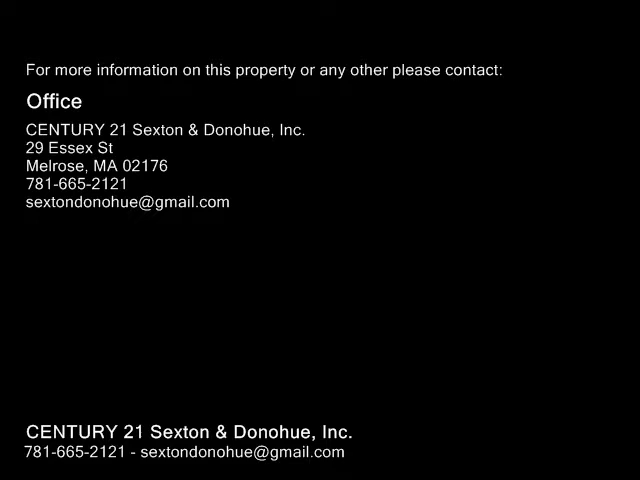 For more information on this property or any other please contact:
Office
CENTURY 21 Sexton & Donohue, Inc.
29 Essex St
Melrose, MA 02176
781-665-2121
sextondonohue@gmail.com
CENTURY 21 Sexton & Donohue, Inc.
781-665-2121 - sextondonohue@gmail.com